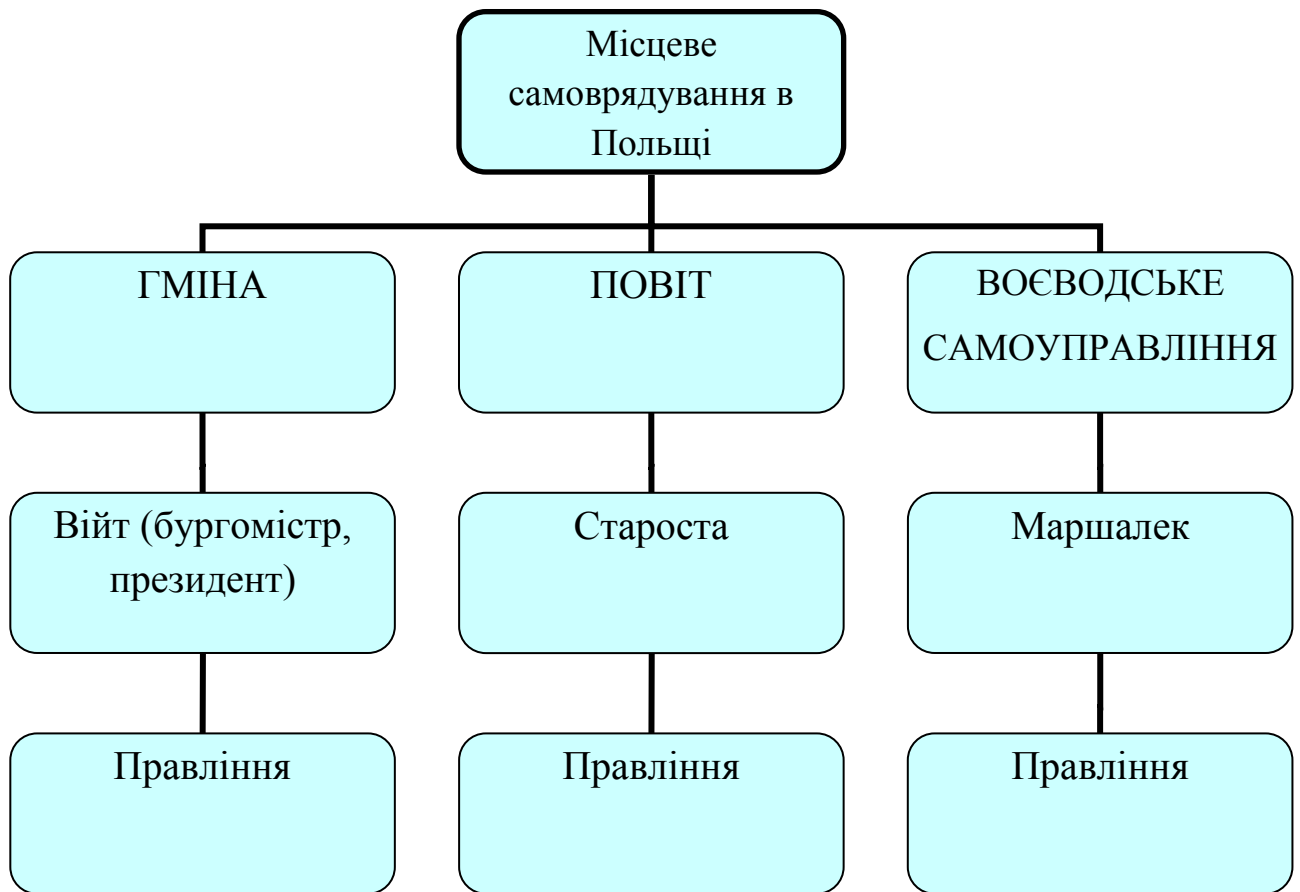 Місцеве
самоврядування в
Польщі
ГМІНА
ПОВІТ
ВОЄВОДСЬКЕ
САМОУПРАВЛІННЯ
Війт (бургомістр,
президент)
Староста
Маршалек
Правління
Правління
Правління